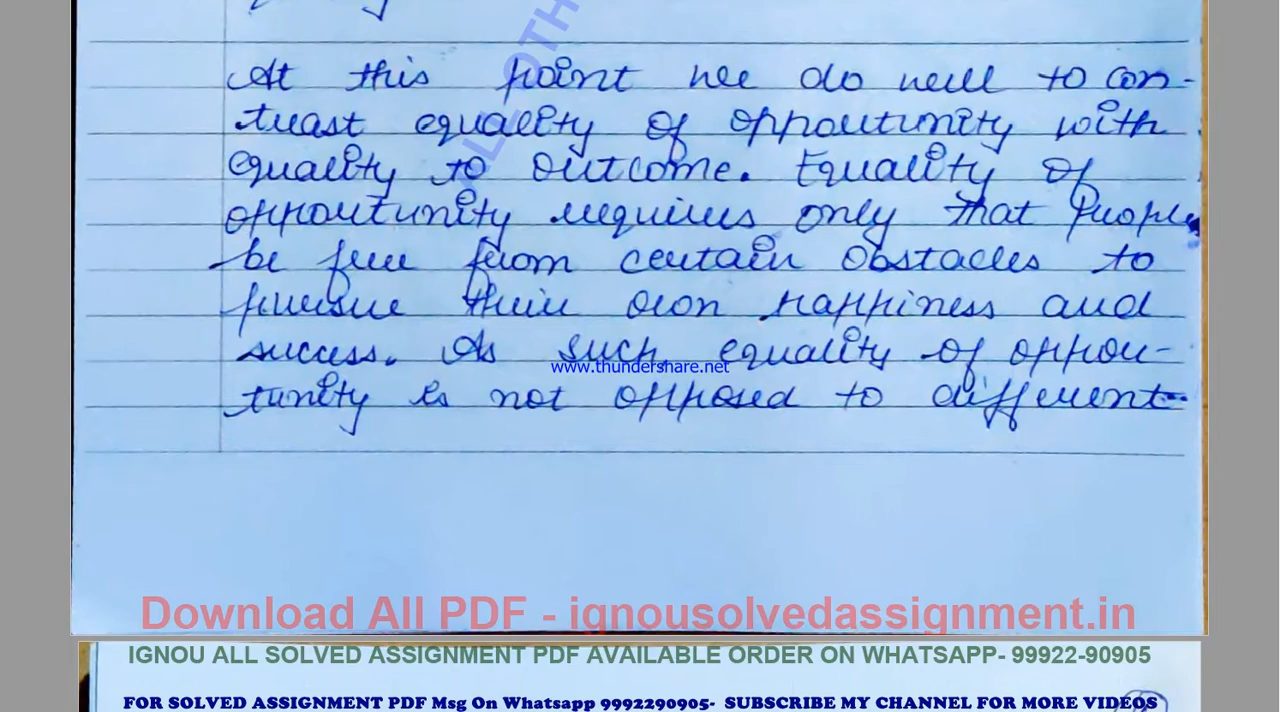 At this point we do well to con-
trast equality of opportunity with
equality to outcome. Equality of
opportunity requires only that people
be free from certain obstacles to
pursue their own happiness and
success. As such equality of oppor-
www.thundershare.net
tunity is not opposed to different
Download All PDF - ignousolvedassignment.in
IGNOU ALL SOLVED ASSIGNMENT PDF AVAILABLE ORDER ON WHATSAPP- 99922-90905
FOR SOLVED ASSIGNMENT PDF Msg On Whatsapp 9992290905- SUBSCRIBE MY CHANNEL FOR MORE VIDEOS